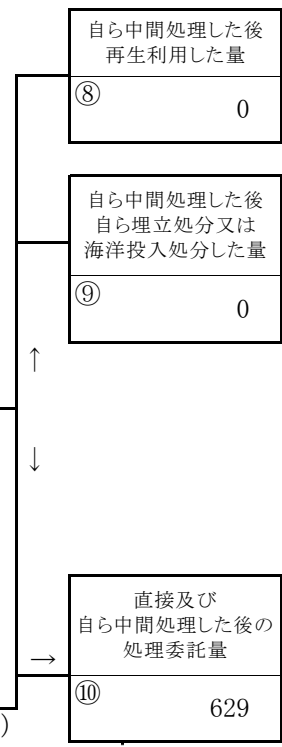 自ら中間処理した後
再生利用した量
⑧
0
自ら中間処理した後
自ら埋立処分又は
海洋投入処分した量
⑨
0
↑
↓
直接及び
自ら中間処理した後の
処理委託量
→
⑩
629
)